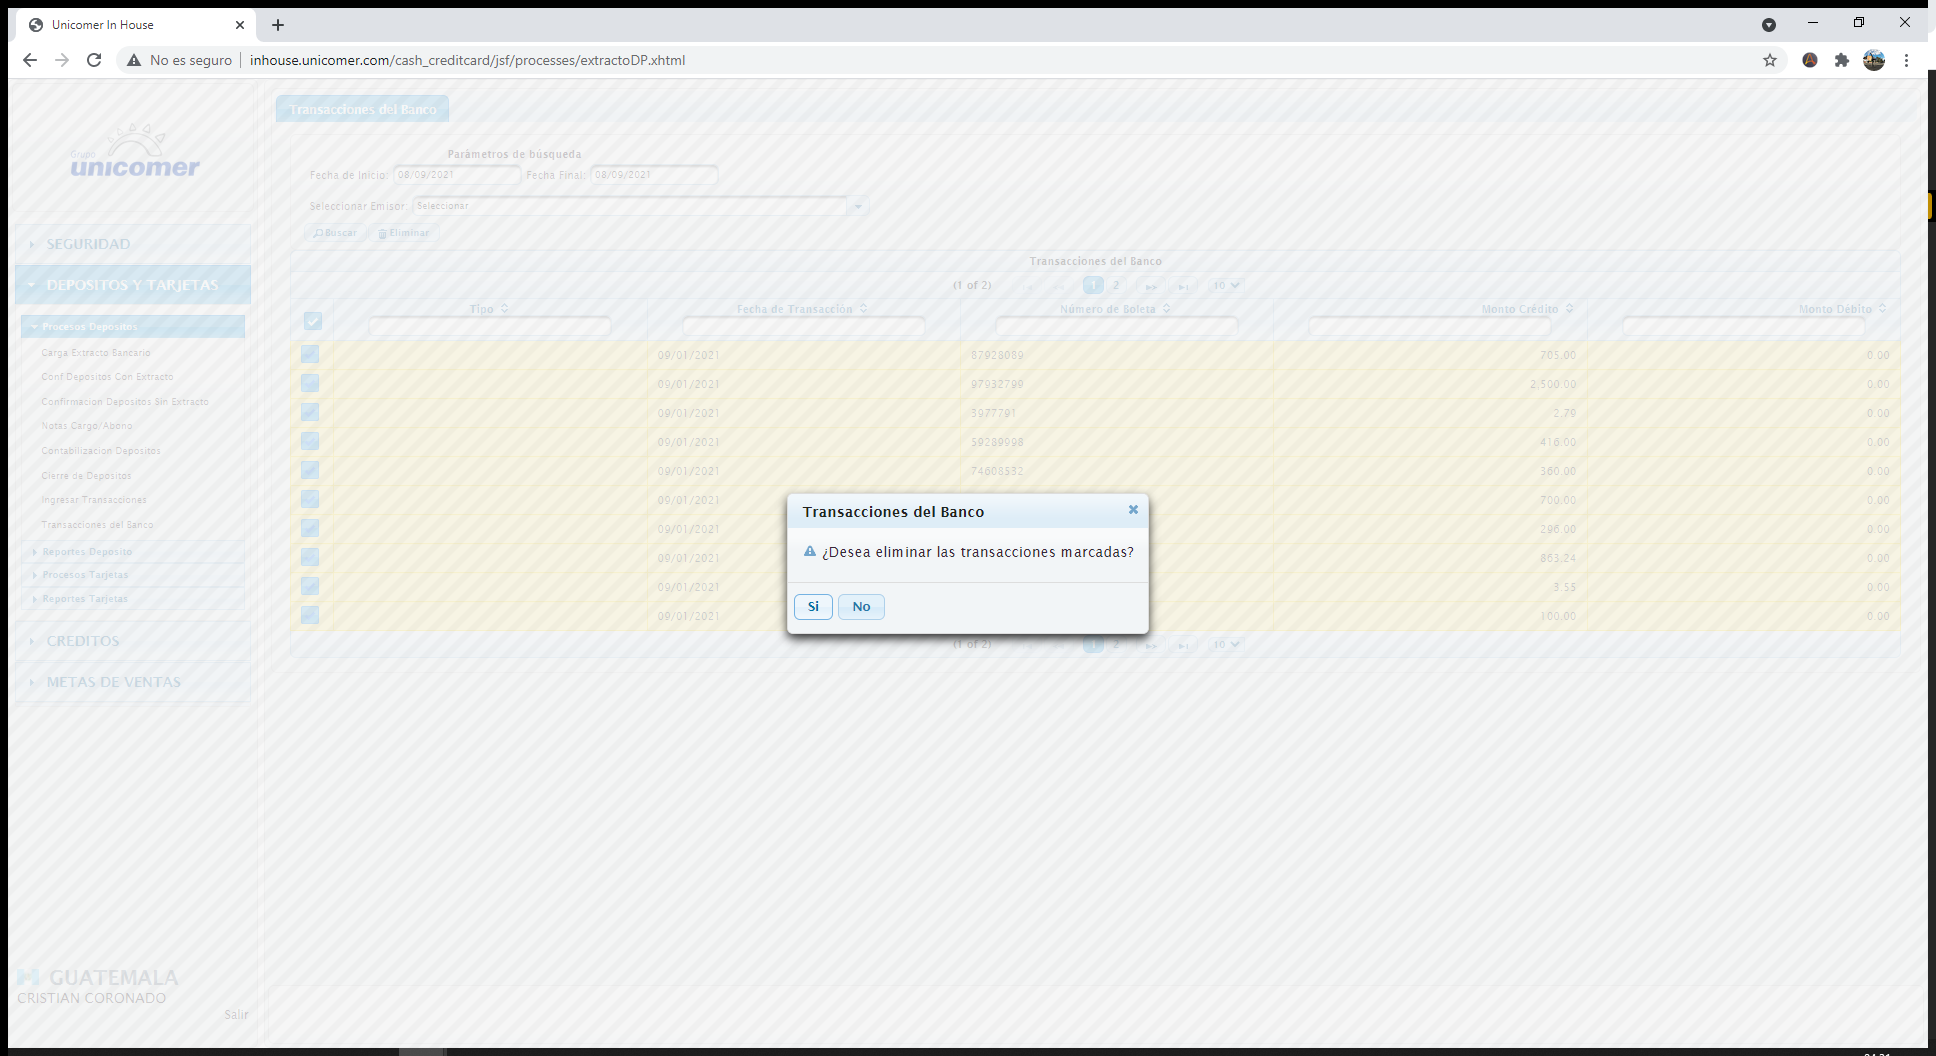 Unicomer In House
No es seguro
inhouse.unicomer.com/cash_creditcard/jsf/processes/extractoDP.xhtml
Grupo
unicomer
SEGURIDAD
DEPOSITOS Y TARJETAS
Procesos Depositos
Carga Extracto Bancario
Conf Depositos Con Extracto
Confirmacion Depositos Sin Extracto
Notas Cargo/Abono
Contabilizacion Depositos
Cierre de Depositos
Ingresar Transacciones
Transacciones del Banco
Reportes Deposito
Procesos Tarjetas
Reportes Tarjetas
CREDITOS
METAS DE VENTAS
GUATEMALA
CRISTIAN CORONADO
Salir
Transacciones del Banco
Parámetros de búsqueda
Fecha de Inicio: 08/09/2021 Fecha Final: 08/09/2021
Seleccionar Emisor: Seleccionar
Buscar Eliminar
Transacciones del Banco
(1 of 2) 1 2 10
Tipo Fecha de Transacción Número de Boleta Monto Crédito Monto Débito
09/01/2021 87928089 705.00 0.00
09/01/2021 97932799 2,500.00 0.00
09/01/2021 3977791 2.79 0.00
09/01/2021 59289998 416.00 0.00
09/01/2021 74608532 360.00 0.00
09/01/2021 700.00 0.00
09/01/2021 296.00 0.00
09/01/2021 863.24 0.00
09/01/2021 3.55 0.00
09/01/2021 100.00 0.00
(1 of 2) 1 2 10
Transacciones del Banco
¿Desea eliminar las transacciones marcadas?
Si No